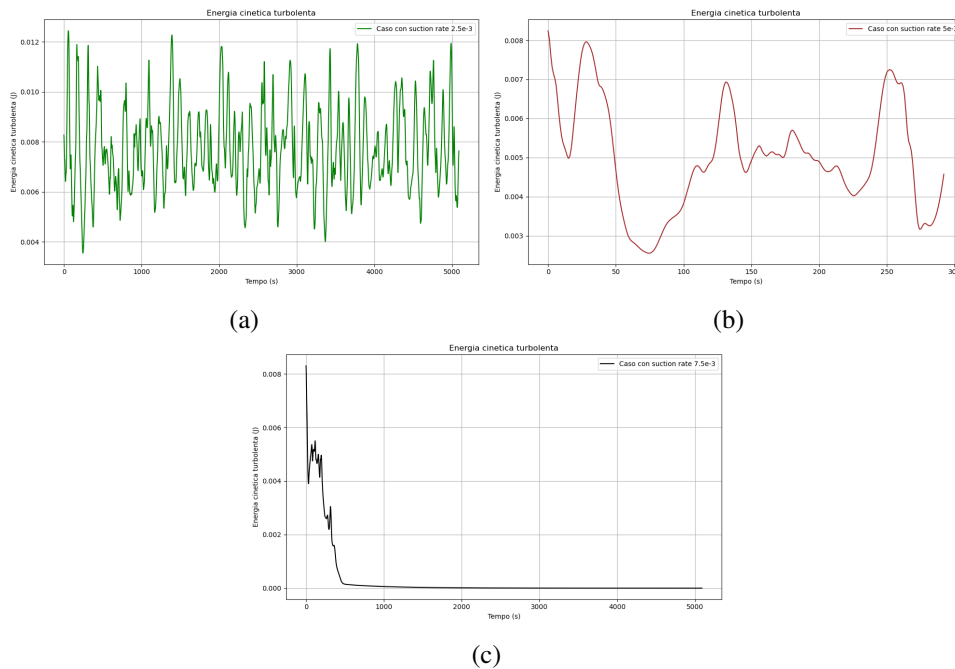 Energia cinetica turbolenta
Caso con suction rate 2.5e-3
Energia cinetica turbolenta (J)
0.012
0.010
0.008
0.006
0.004
0 1000 2000 3000 4000 5000
Tempo (s)
(a)
Energia cinetica turbolenta
Caso con suction rate 5e-3
Energia cinetica turbolenta (J)
0.008
0.007
0.006
0.005
0.004
0.003
0 50 100 150 200 250
Tempo (s)
(b)
Energia cinetica turbolenta
Caso con suction rate 7.5e-3
Energia cinetica turbolenta (J)
0.008
0.006
0.004
0.002
0.000
0 1000 2000 3000 4000 5000
Tempo (s)
(c)